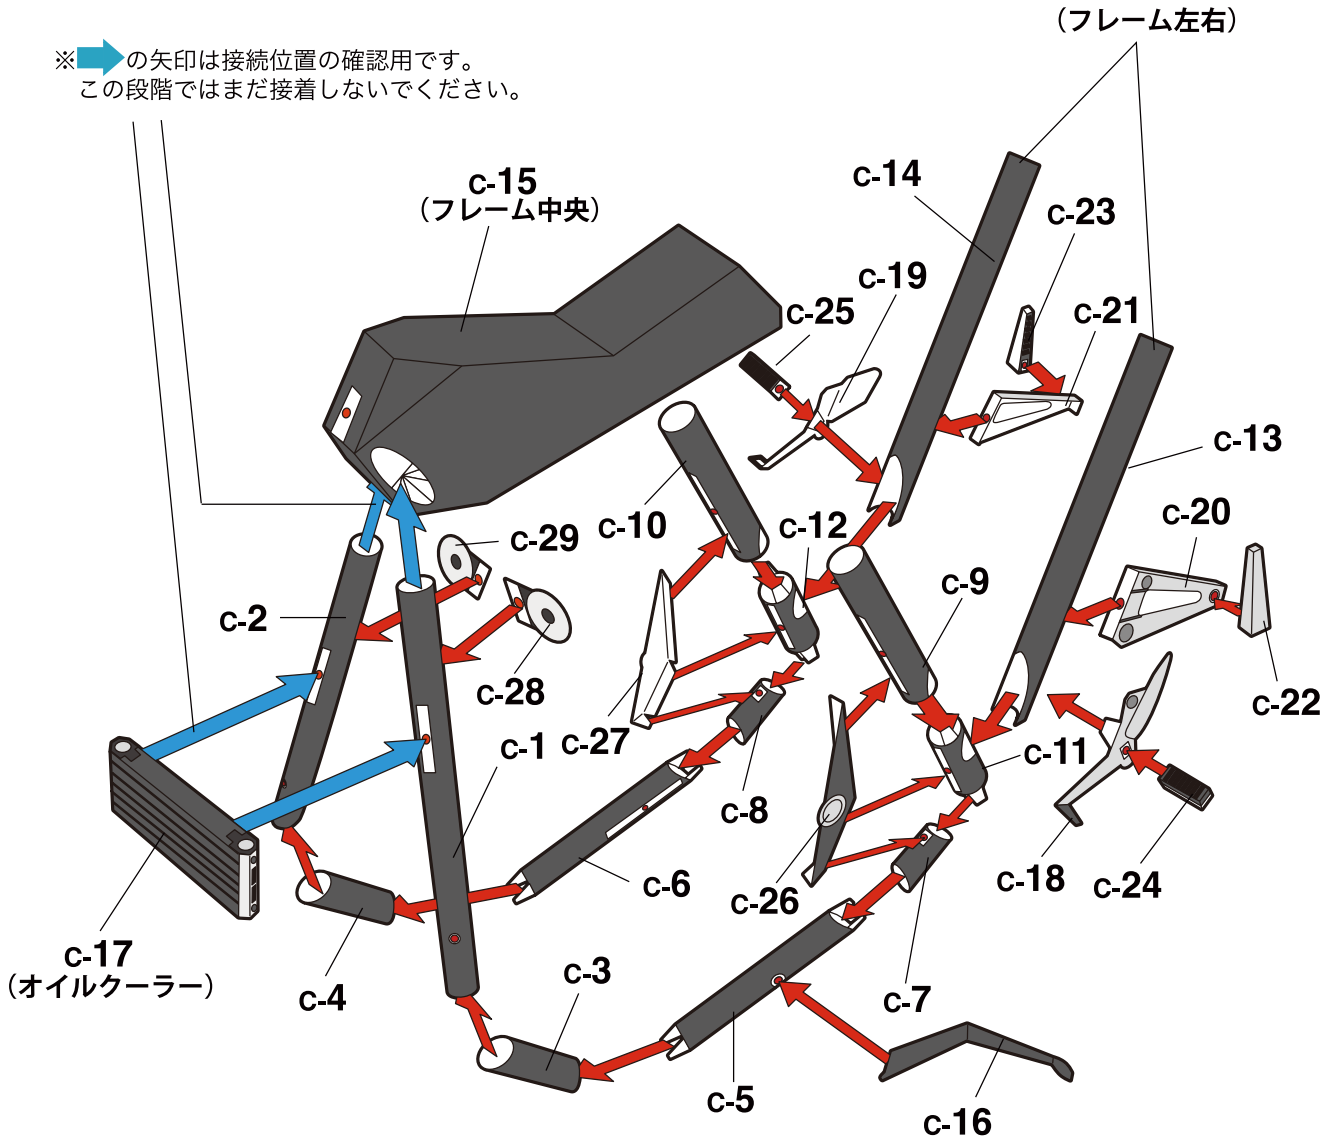 (フレーム左右)
※の矢印は接続位置の確認用です。
この段階ではまだ接着しないでください。
C-15
(フレーム中央)
C-14
C-23
C-19
C-25
C-21
C-13
C-10
C-12
C-29
C-20
C-9
C-2
C-28
C-22
C-27
C-1
C-11
C-8
C-6
C-26
C-18
C-24
C-17
(オイルクーラー)
C-4
C-3
C-7
C-5
C-16